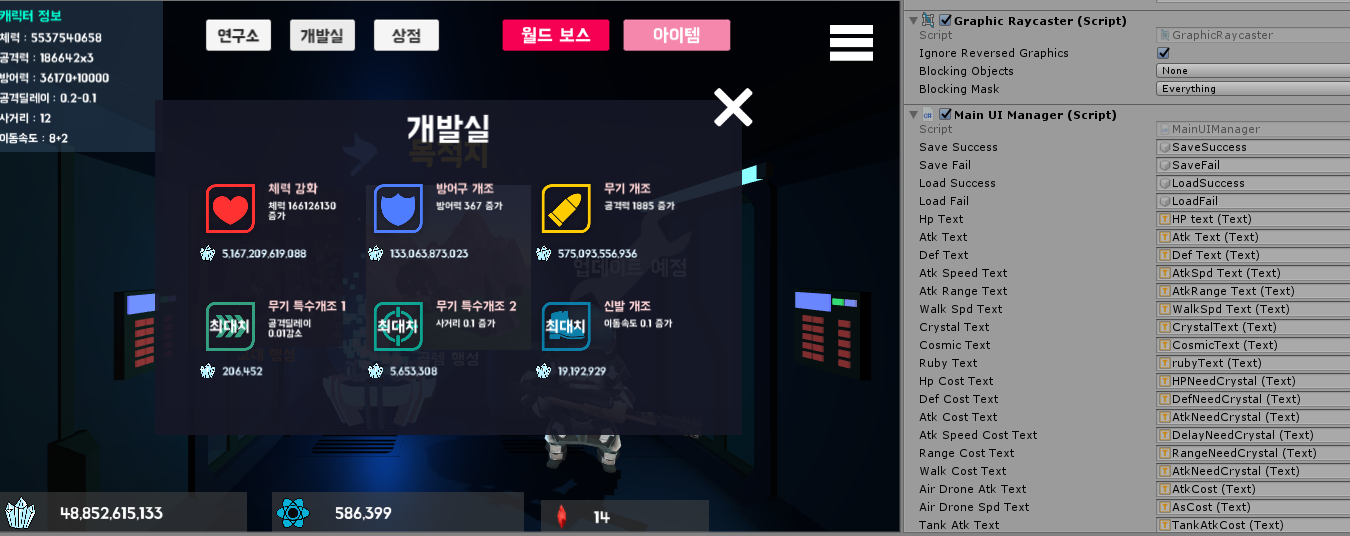 캐릭터 정보
체력 : 5537540658
공격력 : 186642x3
방어력 : 36170+10000
공격딜레이 : 0.2-0.1
사거리 : 12
이동속도 : 8+2
연구소
개발실
상점
월드 보스
아이템
개발실
목적지
체력 강화
체력 166126130
증가
5,167,209,619,088
방어구 개조
방어력 367 증가
133,063,873,023
무기 개조
공격력 1885 증가
575,093,556,936
업데이트 예정
무기 특수개조 1
공격딜레이
0.01감소
최대치
206,452
무기 특수개조 2
사거리 0.1 증가
최대치
5,653,308
신발 개조
이동속도 0.1 증가
최대치
19,192,929
행성
골렘 행성
48,852,615,133
586,399
14
Graphic Raycaster (Script)
Script GraphicRaycaster
Ignore Reversed Graphics
Blocking Objects None
Blocking Mask Everything
Main UI Manager (Script)
Script MainUIManager
Save Success SaveSuccess
Save Fail SaveFail
Load Success LoadSuccess
Load Fail LoadFail
Hp Text HP text (Text)
Atk Text Atk Text (Text)
Def Text Def Text (Text)
Atk Speed Text AtkSpd Text (Text)
Atk Range Text AtkRange Text (Text)
Walk Spd Text WalkSpd Text (Text)
Crystal Text CrystalText (Text)
Cosmic Text CosmicText (Text)
Ruby Text rubyText (Text)
Hp Cost Text HPNeedCrystal (Text)
Def Cost Text DefNeedCrystal (Text)
Atk Cost Text AtkNeedCrystal (Text)
Atk Speed Cost Text DelayNeedCrystal (Text)
Range Cost Text RangeNeedCrystal (Text)
Walk Cost Text AtkNeedCrystal (Text)
Air Drone Atk Text AtkCost (Text)
Air Drone Spd Text AsCost (Text)
Tank Atk Text TankAtkCost (Text)